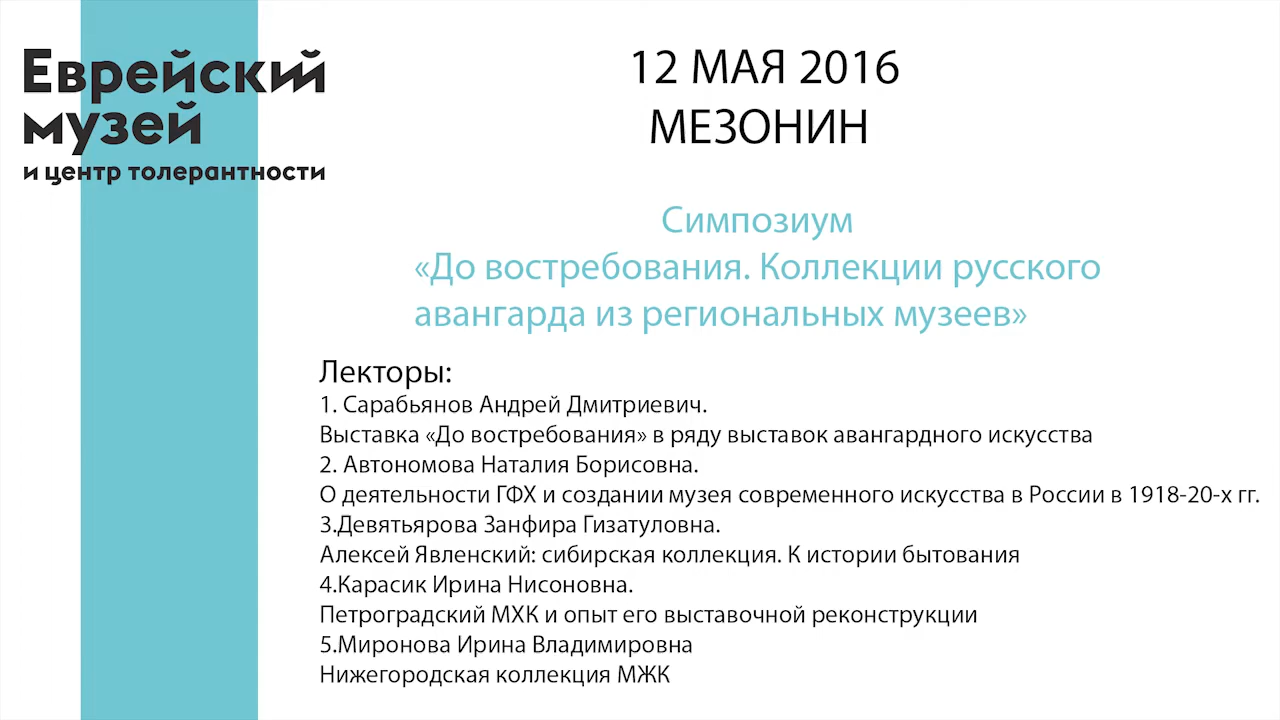 Еврейский
музей
и центр толерантности
12 МАЯ 2016
МЕЗОНИН
Симпозиум
«До востребования. Коллекции русского
авангарда из региональных музеев»
Лекторы:
1. Сарабьянов Андрей Дмитриевич.
Выставка «До востребования» в ряду выставок авангардного искусства
2. Автономова Наталия Борисовна.
О деятельности ГФХ и создании музея современного искусства в России в 1918-20-х гг.
3.Девятьярова Занфира Гизатуловна.
Алексей Явленский: сибирская коллекция. К истории бытования
4.Карасик Ирина Нисоновна.
Петроградский МХК и опыт его выставочной реконструкции
5.Миронова Ирина Владимировна
Нижегородская коллекция МЖК